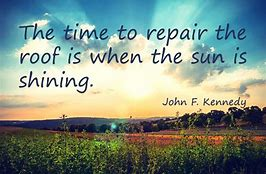 The time to repair the
roof is when the sun is
shining.
John F. Kennedy